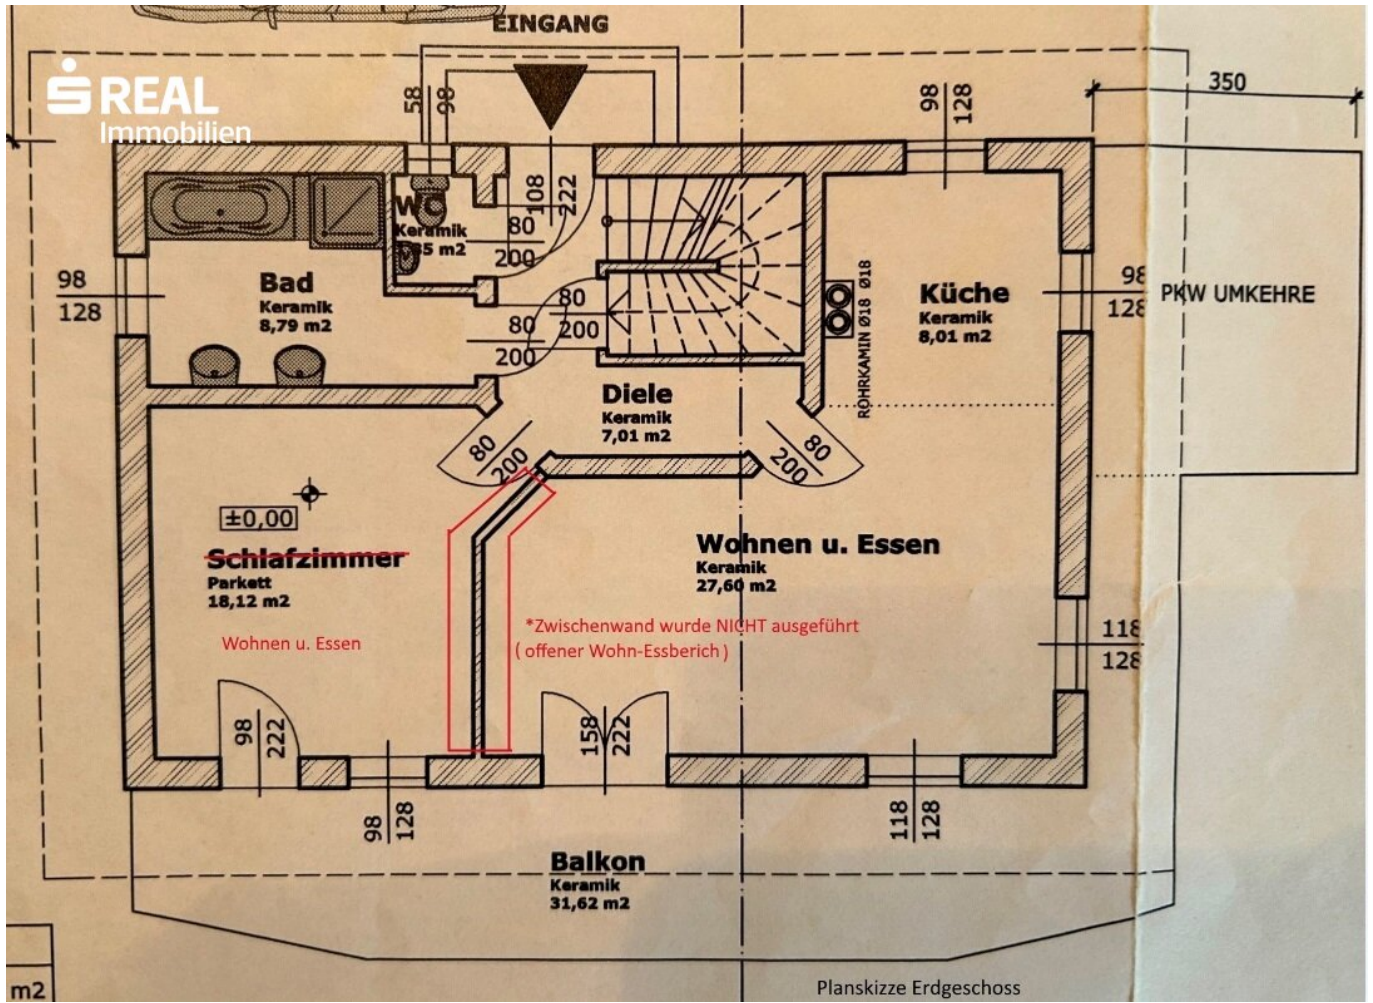 EINGANG
S REAL
Immobilien
58
98
98
128
350
108
222
WC
Keramik
80
200
Bad
Keramik
8,79 m2
98
128
80
200
80
200
ROHRKAMIN Ø18 Ø18
Küche
Keramik
8,01 m2
98
128
PKW UMKEHRE
Diele
Keramik
7,01 m2
80
200
80
200
±0,00
Schlafzimmer
Parkett
18,12 m2
Wohnen u. Essen
Wohnen u. Essen
Keramik
27,60 m2
*Zwischenwand wurde NICHT ausgeführt
( offener Wohn-Essberich )
118
128
98
222
158
222
98
128
118
128
Balkon
Keramik
31,62 m2
m2
Planskizze Erdgeschoss